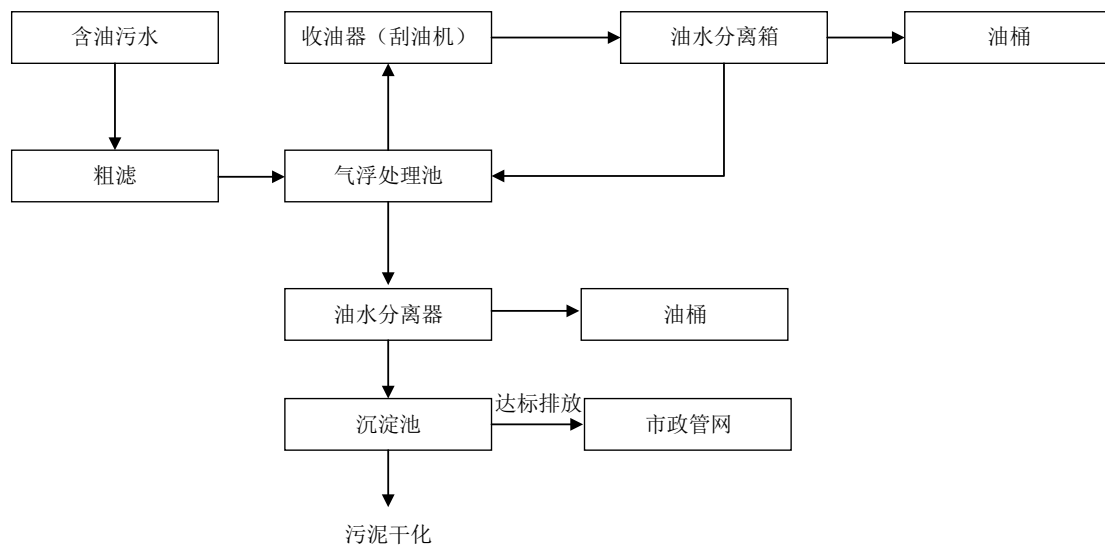 含油污水
收油器（刮油机）
油水分离箱
油桶
粗滤
气浮处理池
油水分离器
油桶
沉淀池
达标排放
市政管网
污泥干化